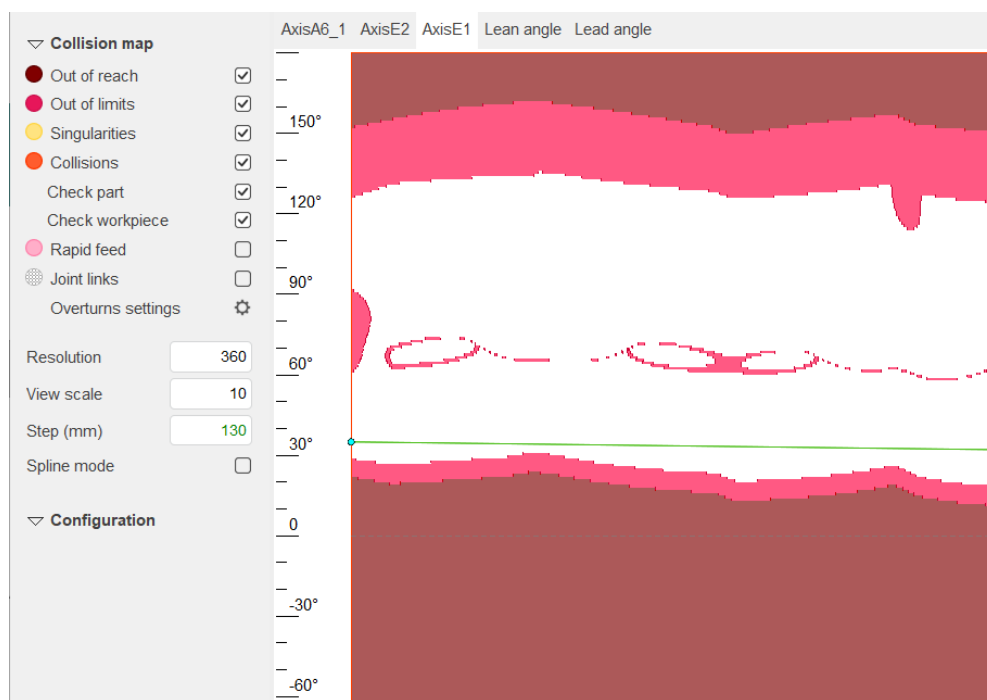 AxisA6_1 AxisE2 AxisE1 Lean angle Lead angle
Collision map
Out of reach
Out of limits
Singularities
Collisions
Check part
Check workpiece
Rapid feed
Joint links
Overturns settings
Resolution 360
View scale 10
Step (mm) 130
Spline mode
Configuration
150°
120°
90°
60°
30°
0
-30°
-60°